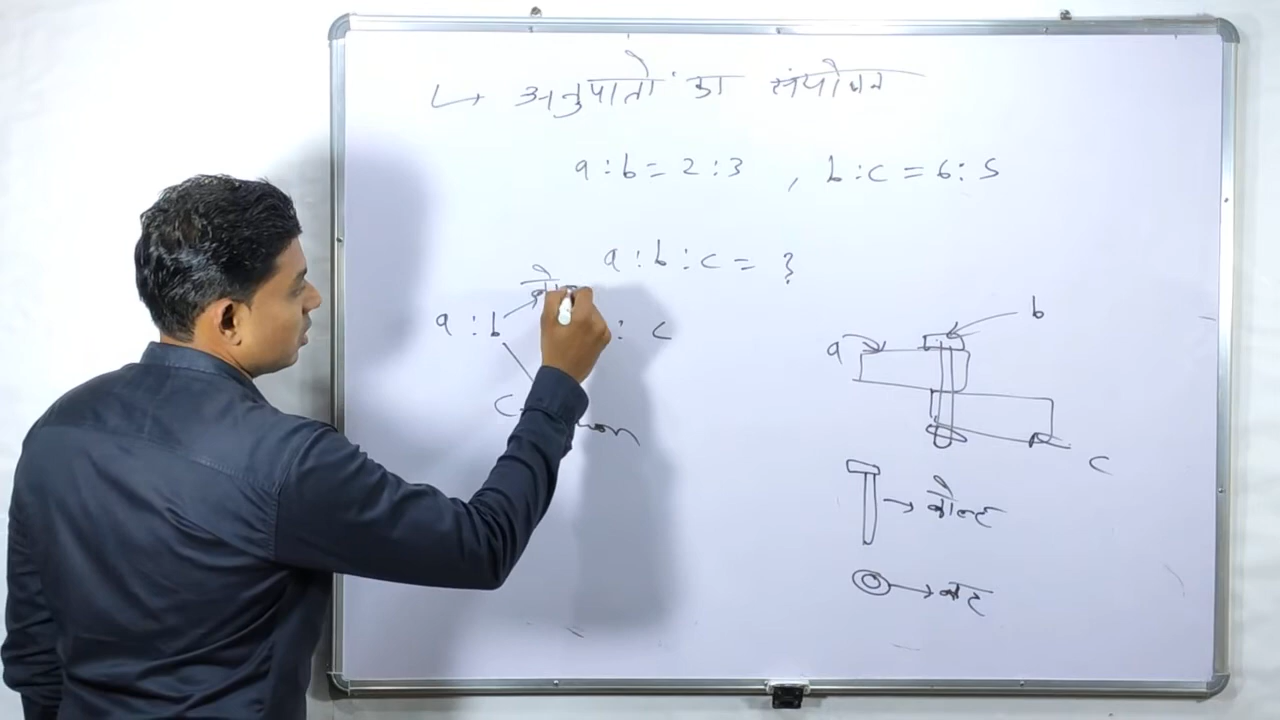 ↳ अनुपातों का संयोजन
a : b = 2 : 3 , b : c = 6 : 5
a : b : c = ?
a : b : c
b
a
c
→ बोल्ट
→ नट